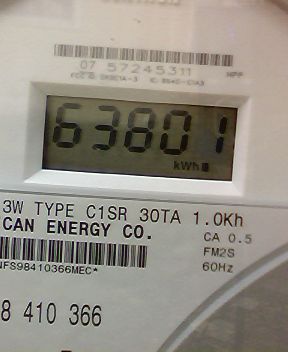 07 57245311
HPP
63801
kWh
3W TYPE C1SR 30TA 1.0Kh
CAN ENERGY CO.
CA 0.5
FM2S
60Hz
NFS98410366MEC*
8 410 366